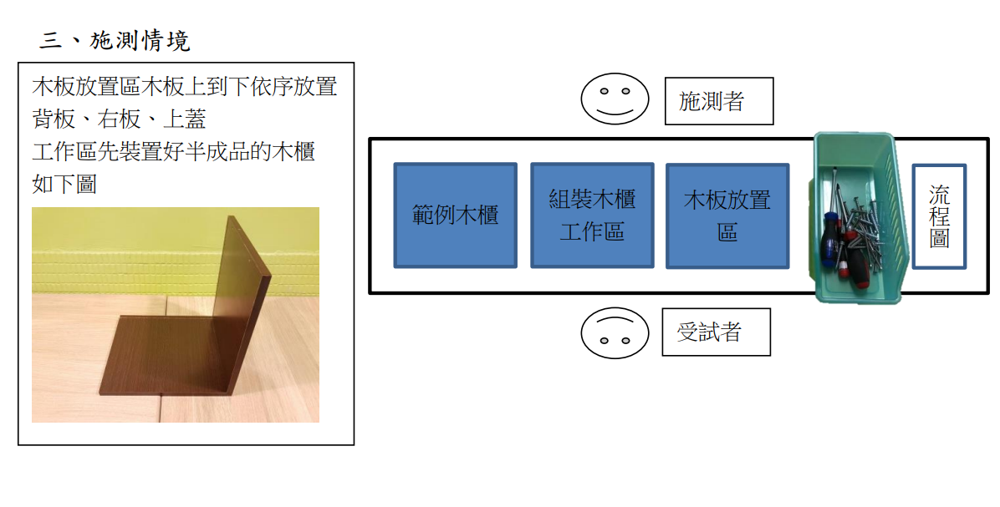 三、施測情境
木板放置區木板上到下依序放置
背板、右板、上蓋
工作區先裝置好半成品的木櫃
如下圖
施測者
範例木櫃
組裝木櫃
工作區
木板放置
區
流程圖
受試者